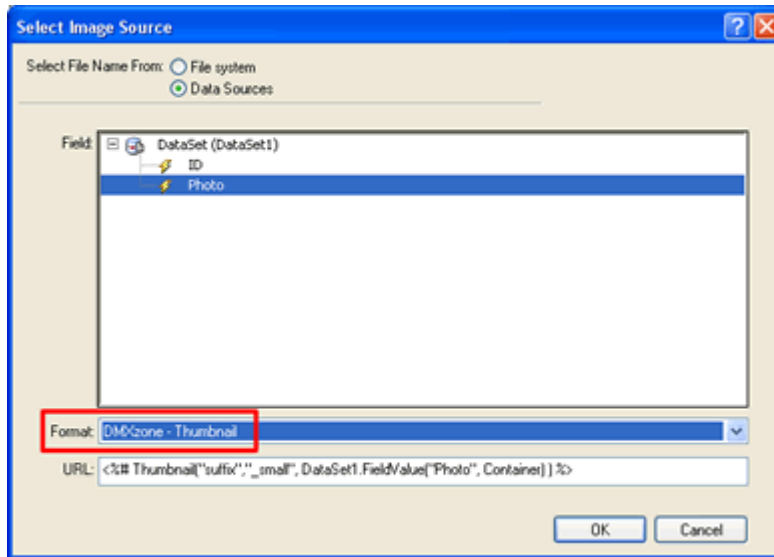 Select Image Source
Select File Name From: File system
Data Sources
Field: DataSet (DataSet1)
ID
Photo
Format: DMXzone - Thumbnail
URL: <%# Thumbnail("suffix","_small", DataSet1.FieldValue("Photo", Container) ) %>
OK Cancel